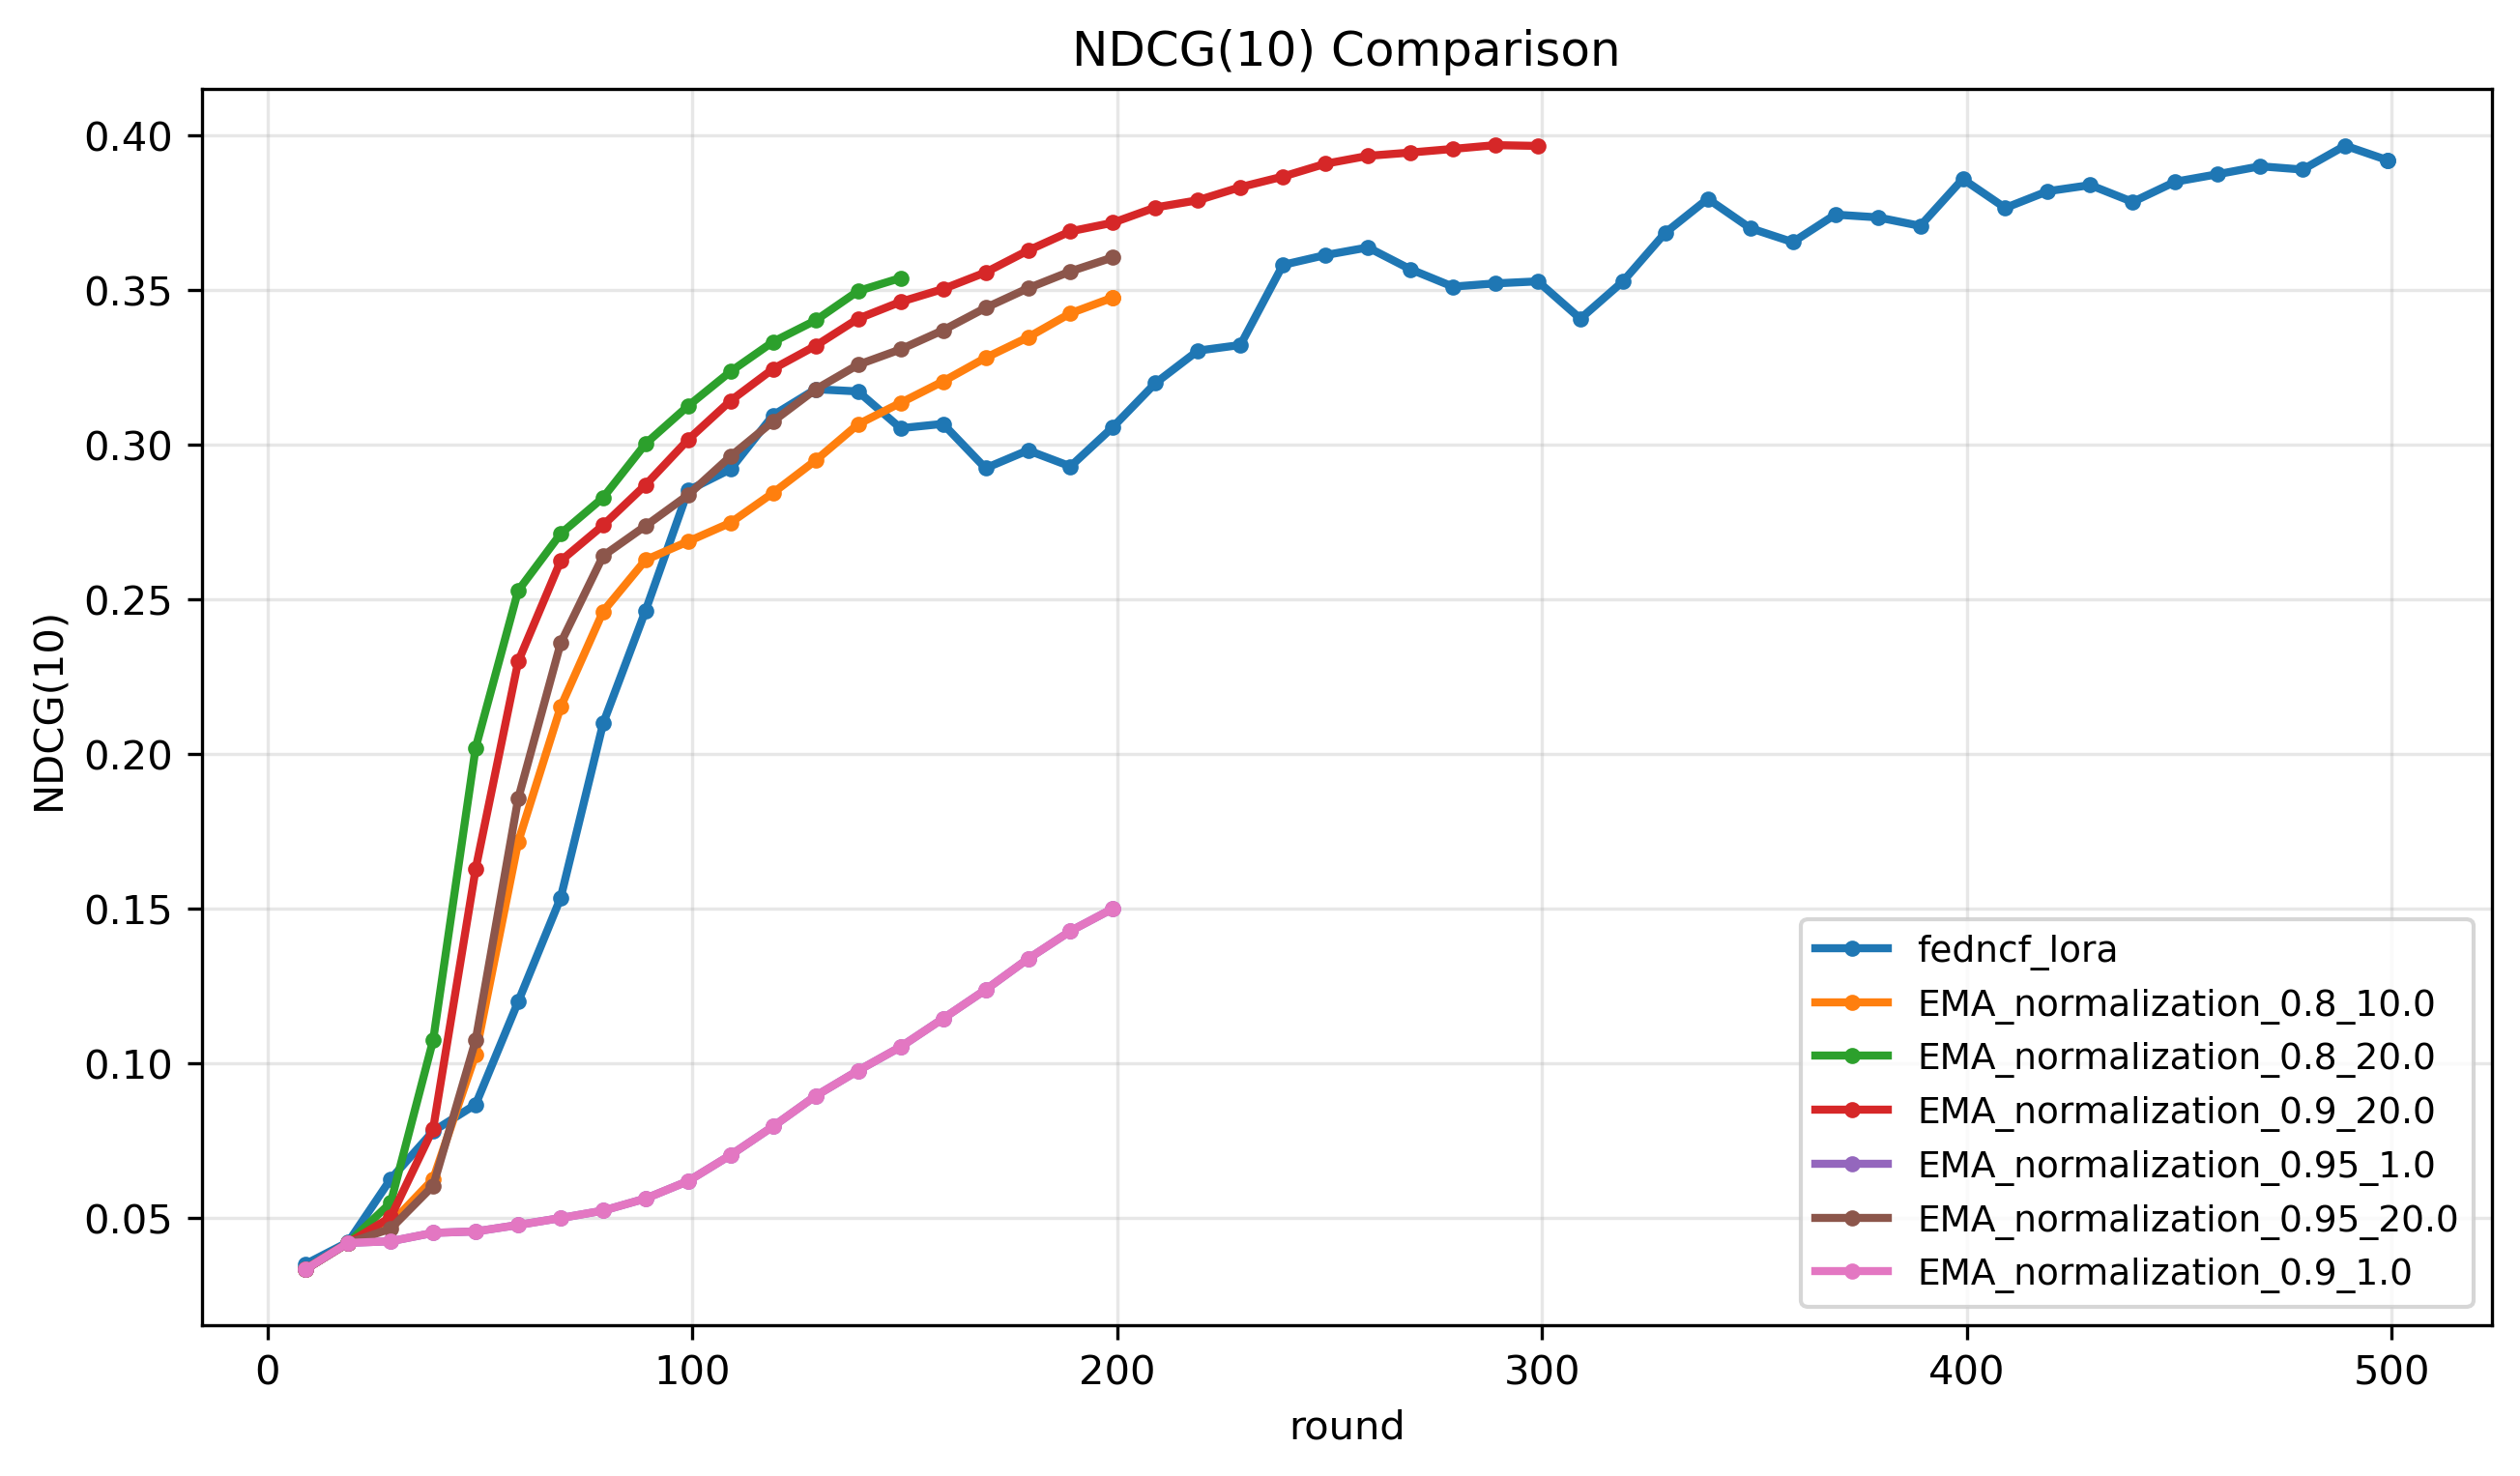 NDCG(10) Comparison
NDCG(10)
0.40
0.35
0.30
0.25
0.20
0.15
0.10
0.05
0
100
200
300
400
500
round
fedncf_lora
EMA_normalization_0.8_10.0
EMA_normalization_0.8_20.0
EMA_normalization_0.9_20.0
EMA_normalization_0.95_1.0
EMA_normalization_0.95_20.0
EMA_normalization_0.9_1.0